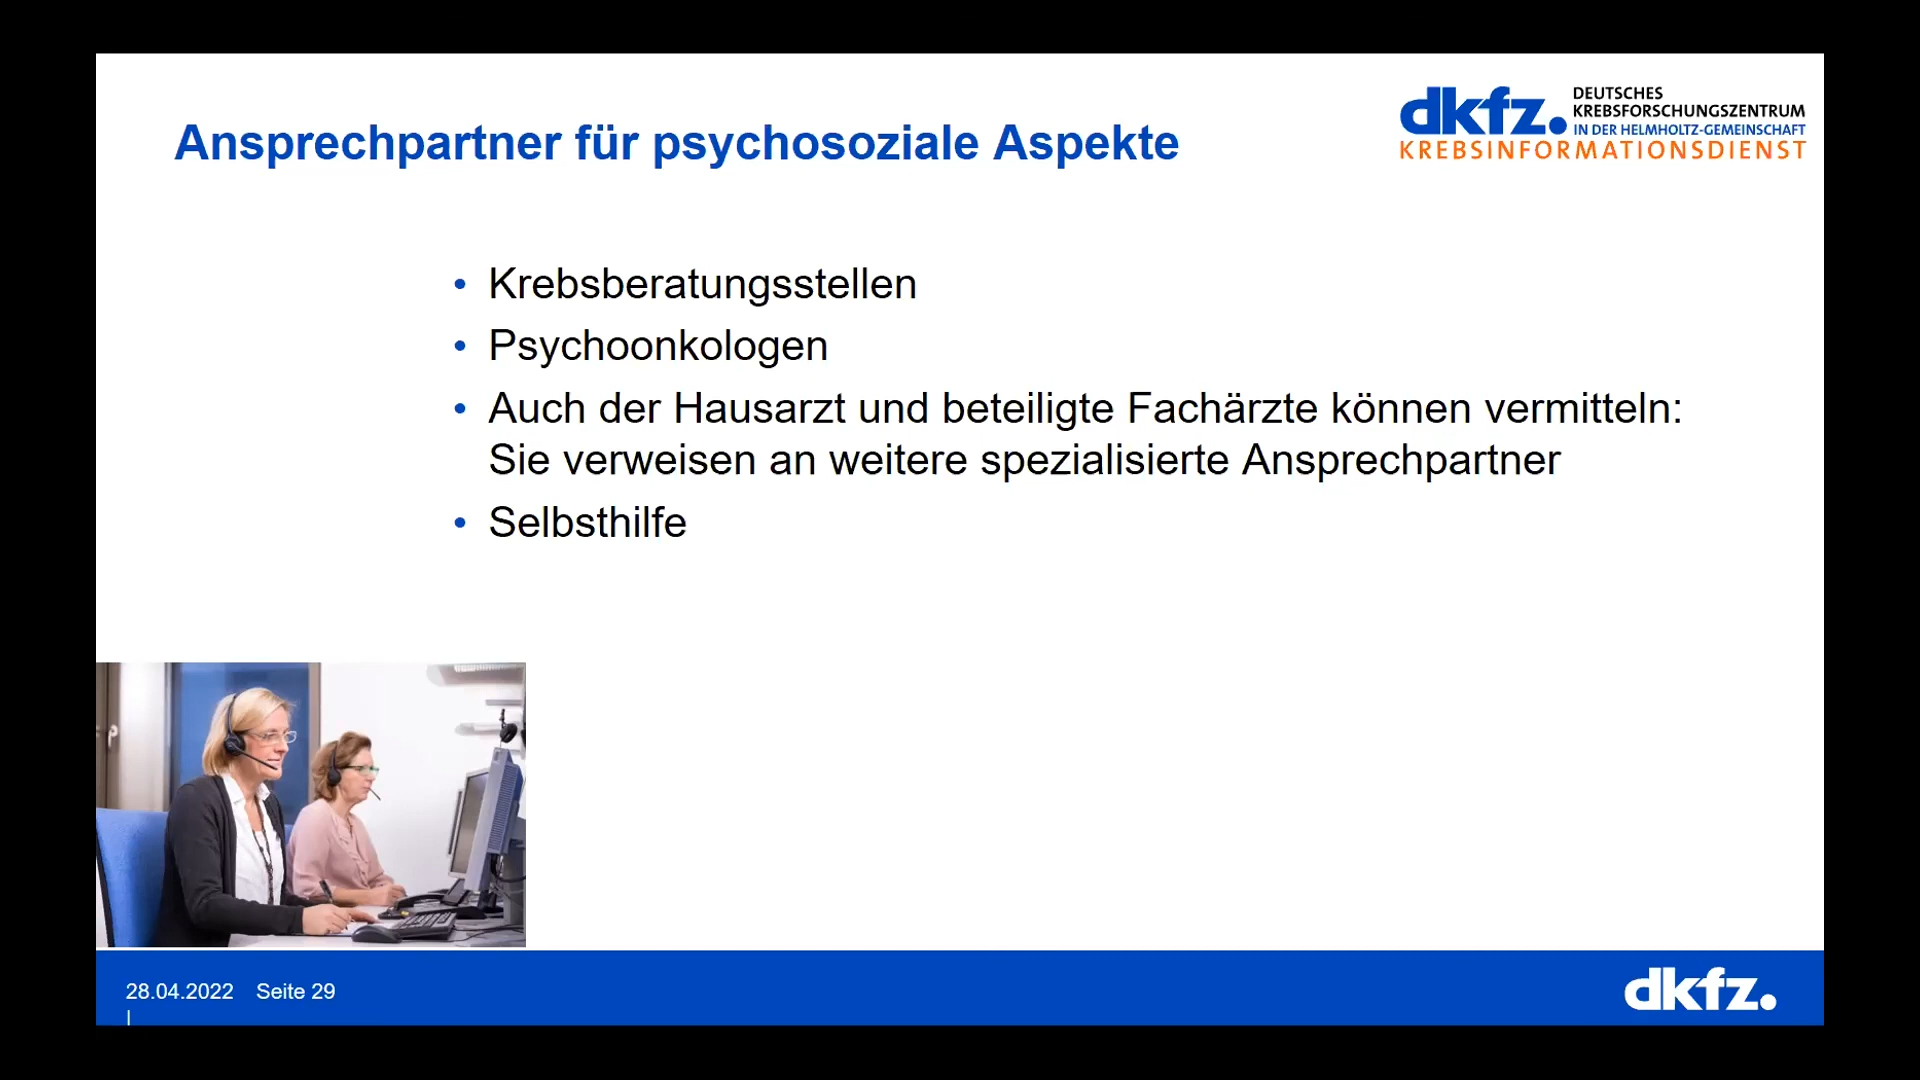 Ansprechpartner für psychosoziale Aspekte
dkfz. DEUTSCHES
KREBSFORSCHUNGSZENTRUM
IN DER HELMHOLTZ-GEMEINSCHAFT
KREBSINFORMATIONSDIENST
• Krebsberatungsstellen
• Psychoonkologen
• Auch der Hausarzt und beteiligte Fachärzte können vermitteln:
Sie verweisen an weitere spezialisierte Ansprechpartner
• Selbsthilfe
28.04.2022 Seite 29
|
dkfz.